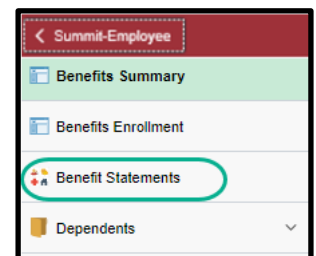 Summit-Employee
Benefits Summary
Benefits Enrollment
Benefit Statements
Dependents